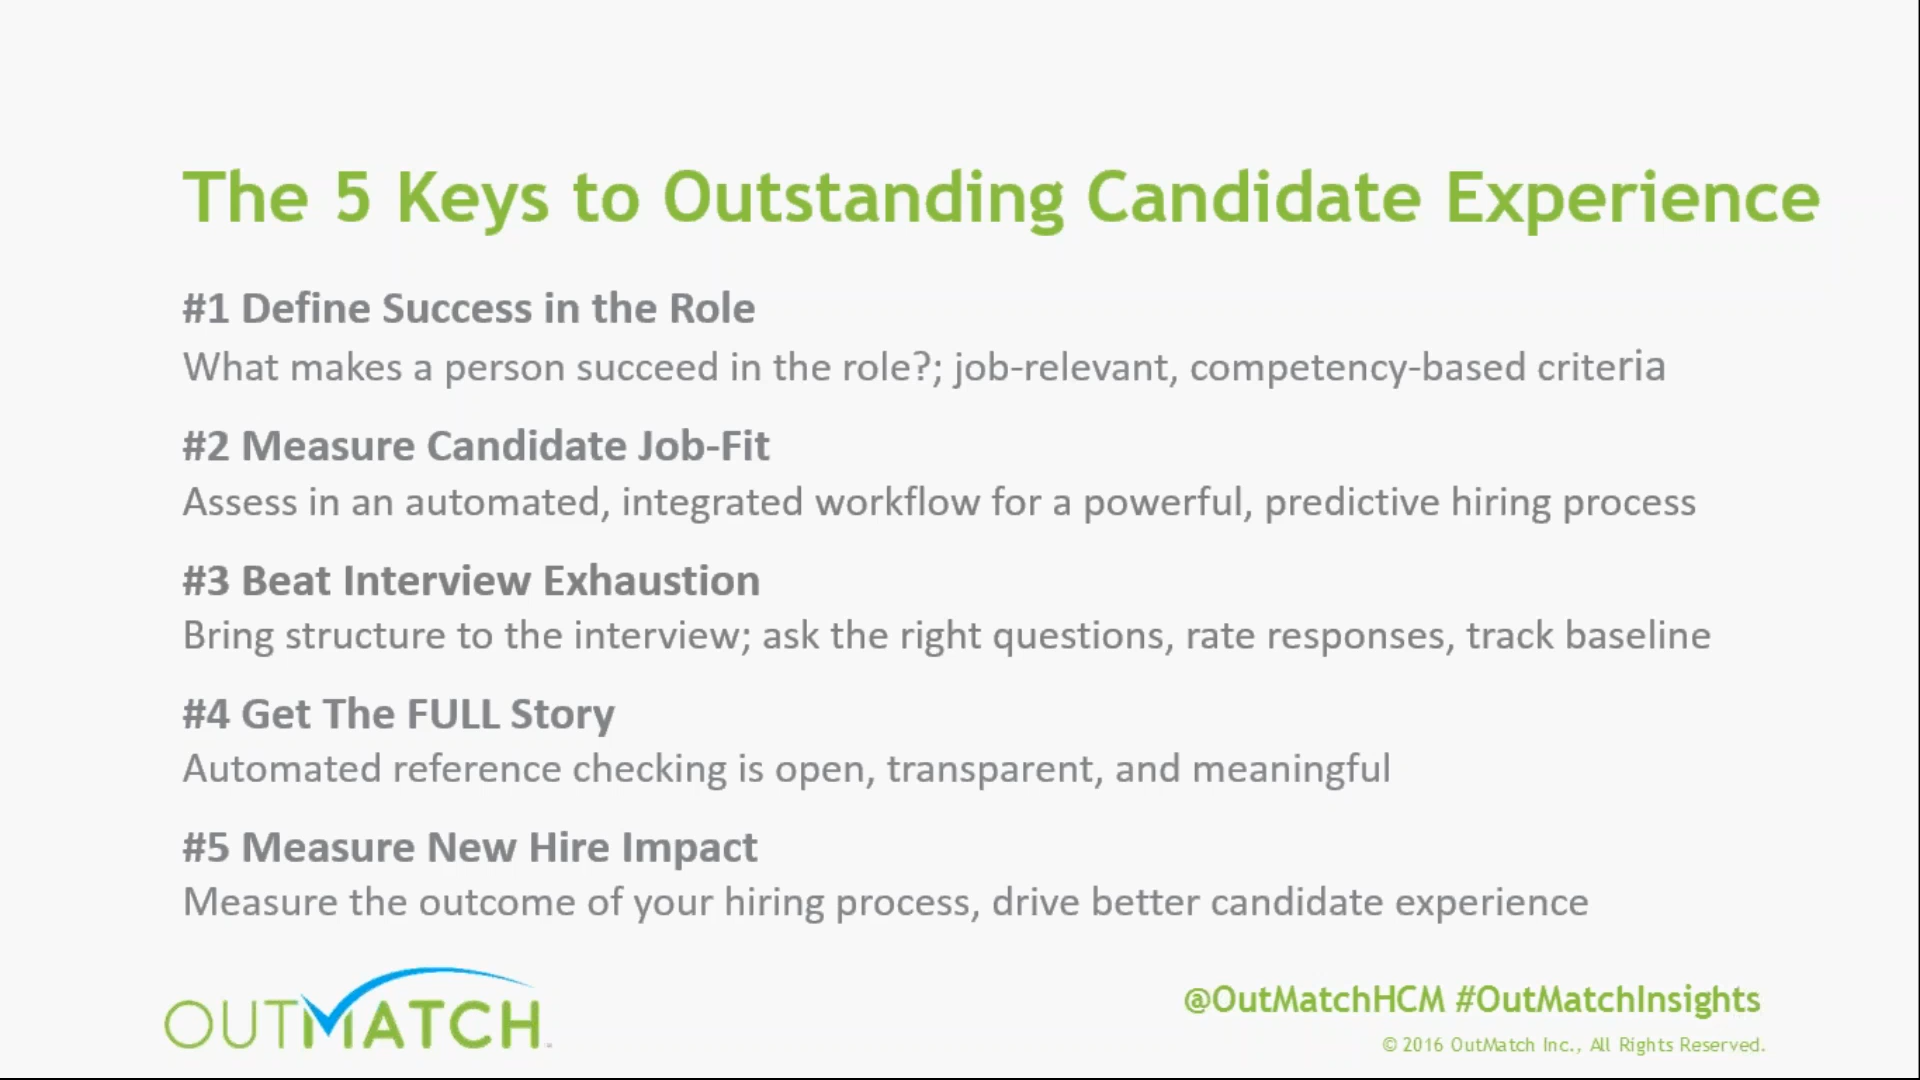 The 5 Keys to Outstanding Candidate Experience
#1 Define Success in the Role
What makes a person succeed in the role?; job-relevant, competency-based criteria
#2 Measure Candidate Job-Fit
Assess in an automated, integrated workflow for a powerful, predictive hiring process
#3 Beat Interview Exhaustion
Bring structure to the interview; ask the right questions, rate responses, track baseline
#4 Get The FULL Story
Automated reference checking is open, transparent, and meaningful
#5 Measure New Hire Impact
Measure the outcome of your hiring process, drive better candidate experience
OUTMATCH
@OutMatchHCM #OutMatchInsights
© 2016 OutMatch Inc., All Rights Reserved.